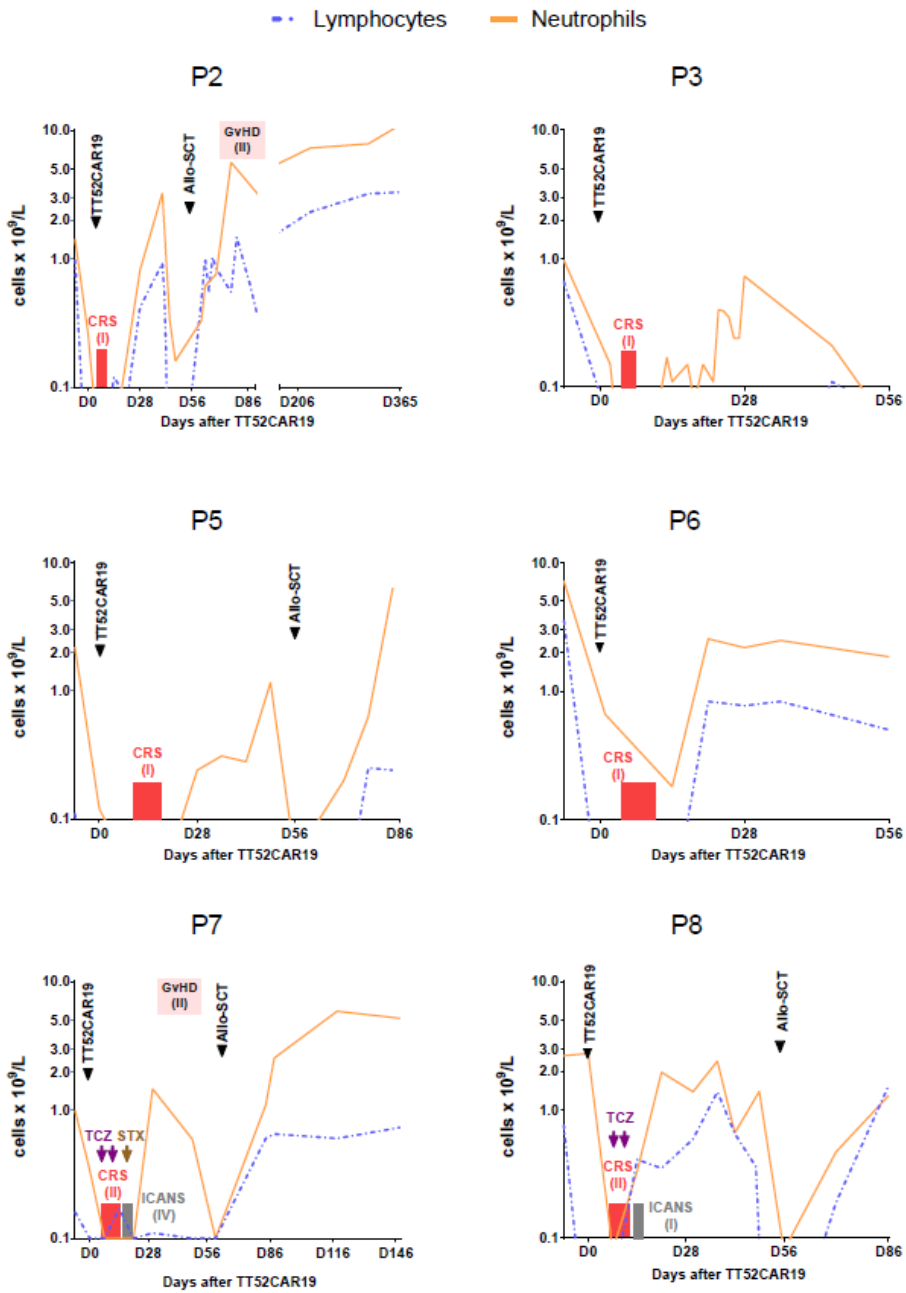 Lymphocytes Neutrophils
P2
10.0
5.0
3.0
2.0
1.0
0.1
cells x 10⁹/L
TT52CAR19
Allo-SCT
GvHD
(II)
CRS
(I)
D0 D28 D56 D86 D206 D365
Days after TT52CAR19
P3
10.0
5.0
3.0
2.0
1.0
0.1
cells x 10⁹/L
TT52CAR19
CRS
(I)
D0 D28 D56
Days after TT52CAR19
P5
10.0
5.0
3.0
2.0
1.0
0.1
cells x 10⁹/L
TT52CAR19
Allo-SCT
CRS
(I)
D0 D28 D56 D86
Days after TT52CAR19
P6
10.0
5.0
3.0
2.0
1.0
0.1
cells x 10⁹/L
TT52CAR19
CRS
(I)
D0 D28 D56
Days after TT52CAR19
P7
10.0
5.0
3.0
2.0
1.0
0.1
cells x 10⁹/L
TT52CAR19
GvHD
(II)
Allo-SCT
TCZ STX
CRS
(II)
ICANS
(IV)
D0 D28 D56 D86 D116 D146
Days after TT52CAR19
P8
10.0
5.0
3.0
2.0
1.0
0.1
cells x 10⁹/L
TT52CAR19
Allo-SCT
TCZ
CRS
(II)
ICANS
(I)
D0 D28 D56 D86
Days after TT52CAR19